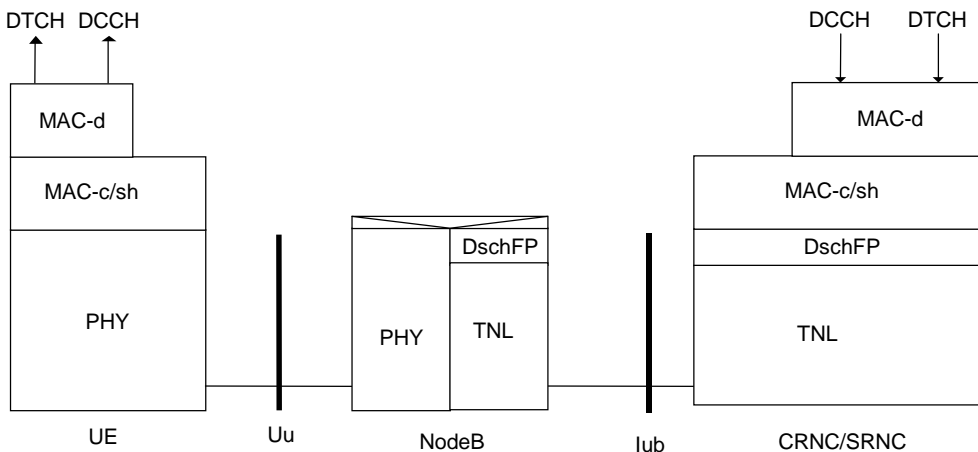 DTCH DCCH
DCCH DTCH
MAC-d
MAC-d
MAC-c/sh
MAC-c/sh
DschFP
DschFP
PHY
PHY
TNL
TNL
UE
Uu
NodeB
Iub
CRNC/SRNC